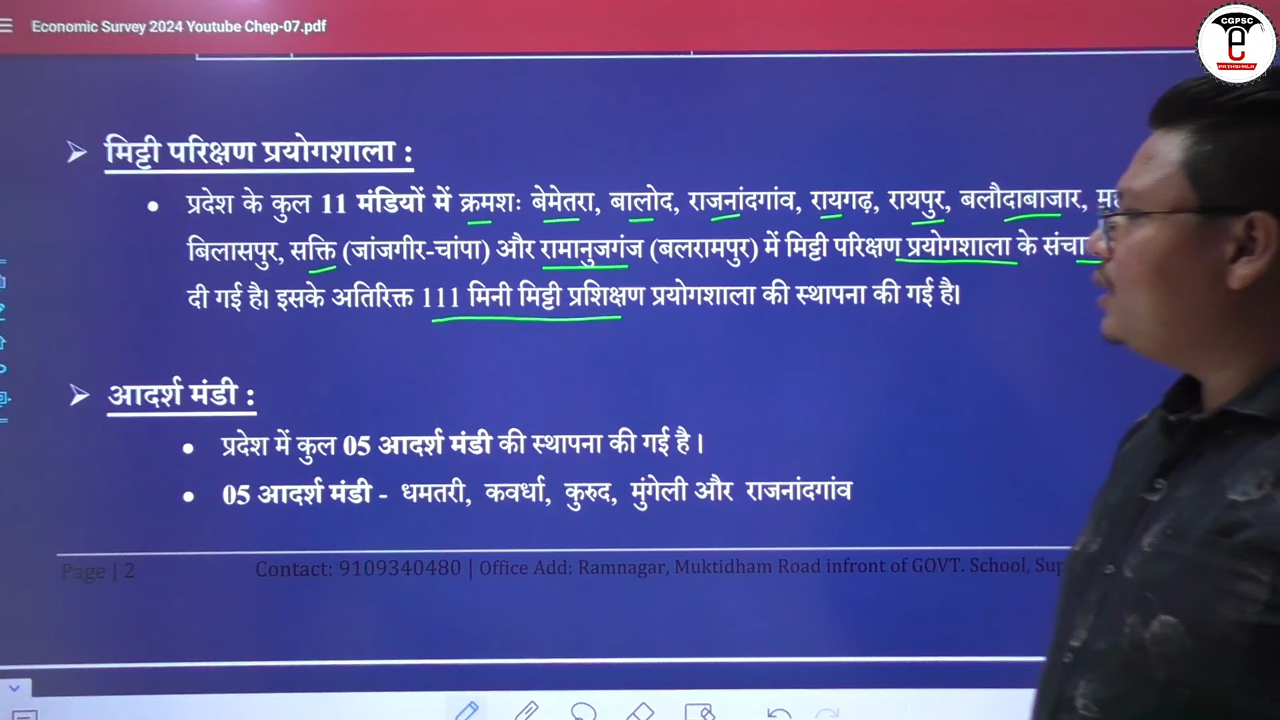 Economic Survey 2024 Youtube Chep-07.pdf
CGPSC
e
PATHSHALA
➢ मिट्टी परिक्षण प्रयोगशाला :
• प्रदेश के कुल 11 मंडियों में क्रमशः बेमेतरा, बालोद, राजनांदगांव, रायगढ़, रायपुर, बलौदाबाजार,
बिलासपुर, सक्ति (जांजगीर-चांपा) और रामानुजगंज (बलरामपुर) में मिट्टी परिक्षण प्रयोगशाला के
दी गई है। इसके अतिरिक्त 111 मिनी मिट्टी प्रशिक्षण प्रयोगशाला की स्थापना की गई है।
➢ आदर्श मंडी :
• प्रदेश में कुल 05 आदर्श मंडी की स्थापना की गई है ।
• 05 आदर्श मंडी - धमतरी, कवर्धा, कुरुद, मुंगेली और राजनांदगांव
Page | 2
Contact: 9109340480 | Office Add: Ramnagar, Muktidham Road infront of GOVT. School,